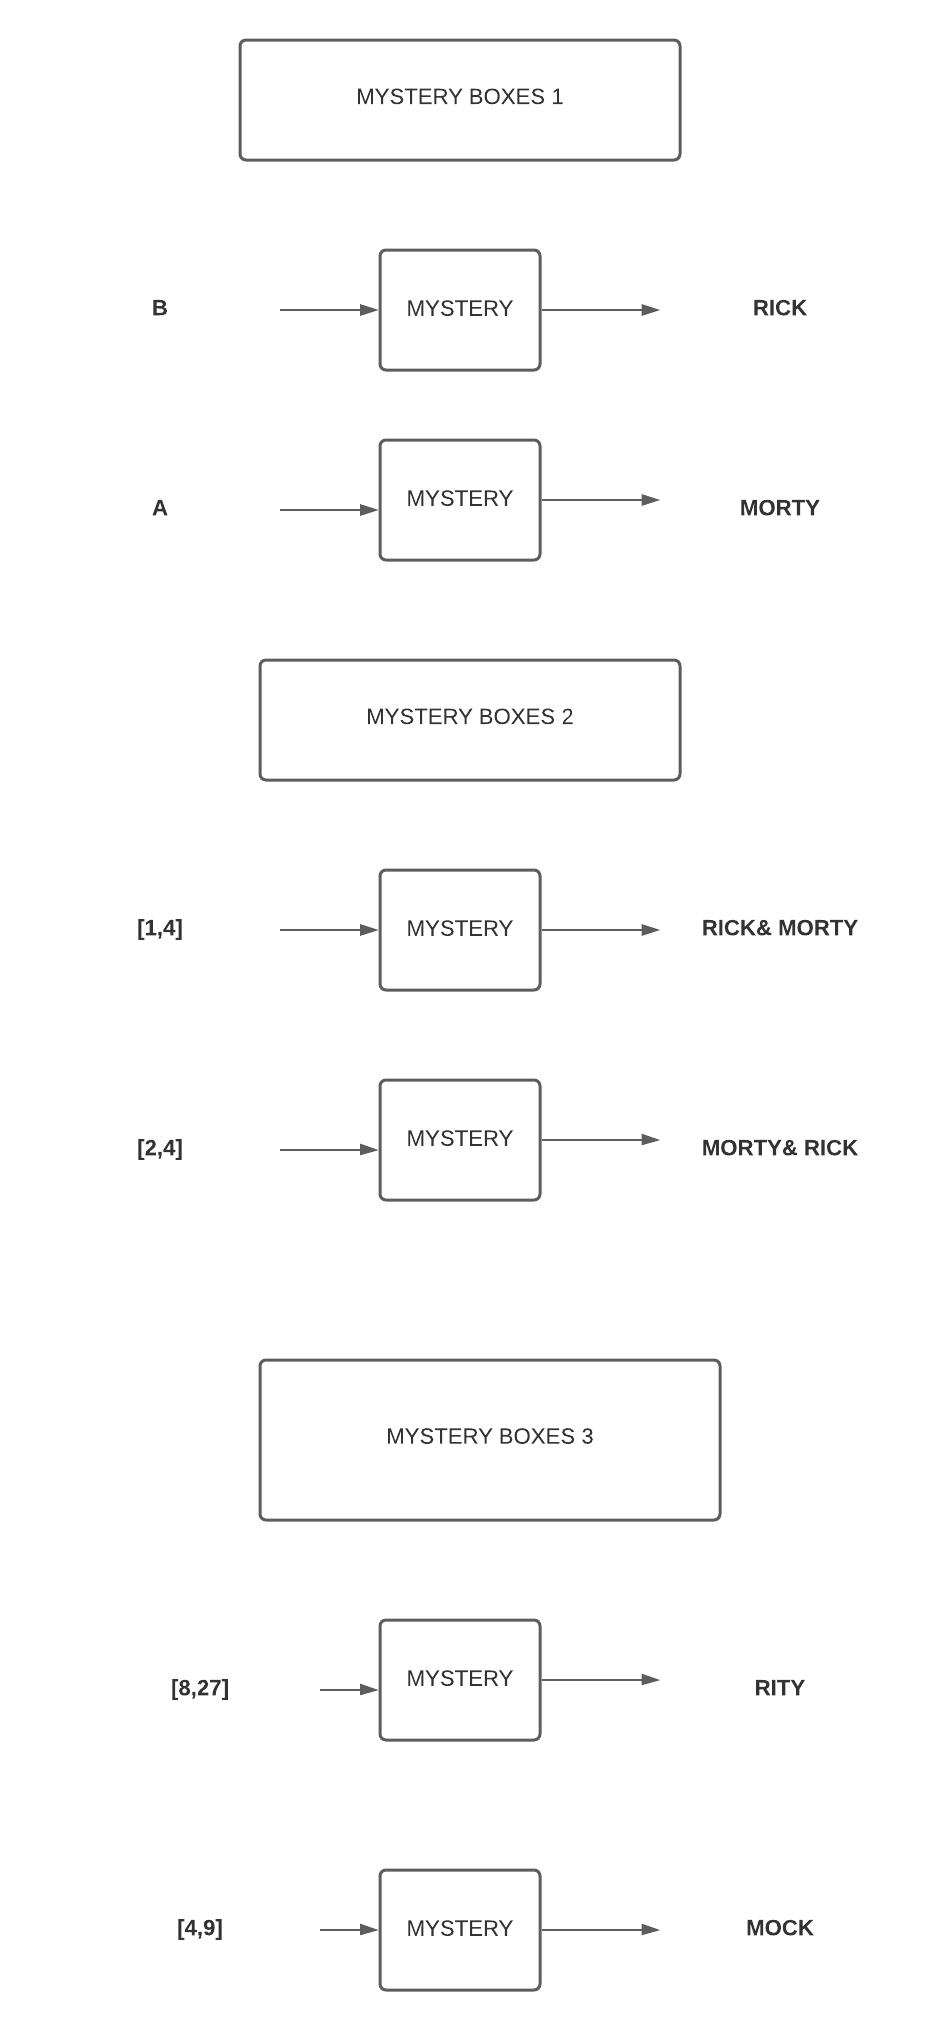 MYSTERY BOXES 1
B MYSTERY RICK
A MYSTERY MORTY
MYSTERY BOXES 2
[1,4] MYSTERY RICK& MORTY
[2,4] MYSTERY MORTY& RICK
MYSTERY BOXES 3
[8,27] MYSTERY RITY
[4,9] MYSTERY MOCK